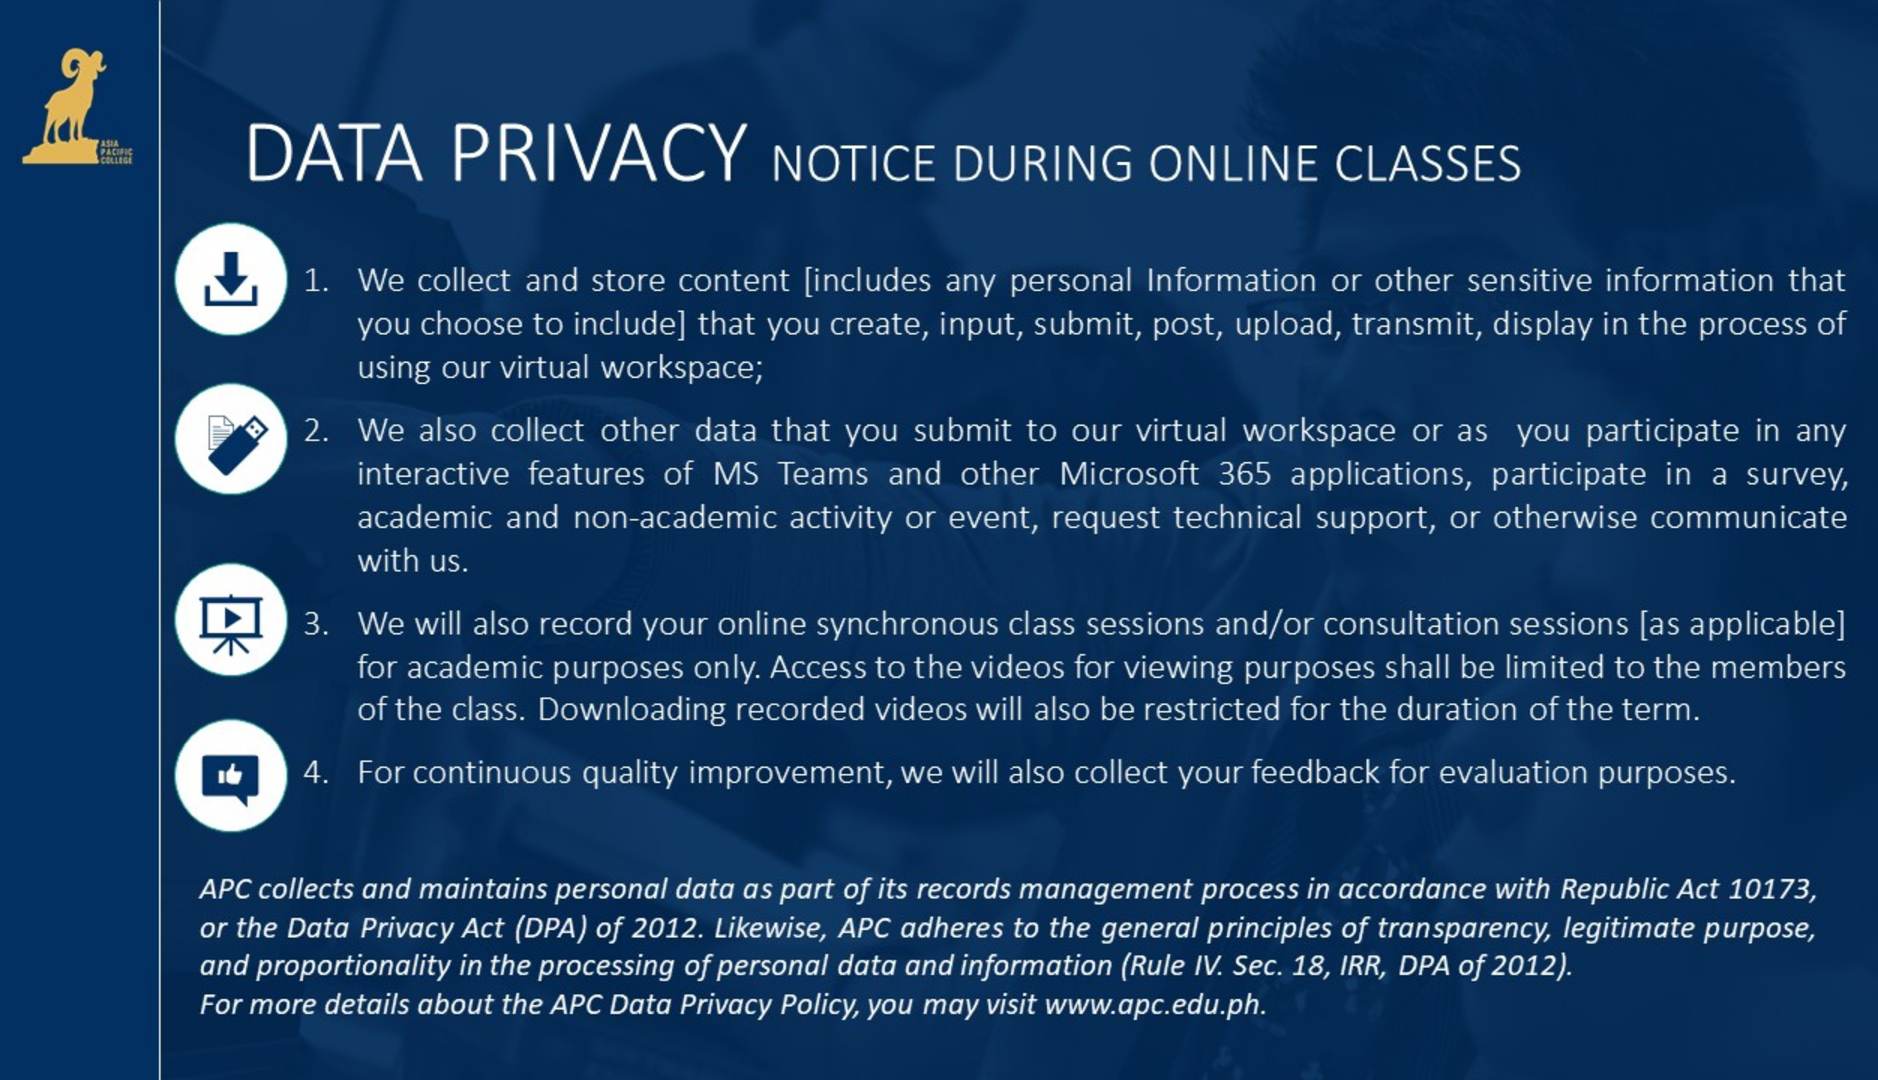 ASIA
PACIFIC
COLLEGE
DATA PRIVACY NOTICE DURING ONLINE CLASSES
1. We collect and store content [includes any personal Information or other sensitive information that
you choose to include] that you create, input, submit, post, upload, transmit, display in the process of
using our virtual workspace;
2. We also collect other data that you submit to our virtual workspace or as you participate in any
interactive features of MS Teams and other Microsoft 365 applications, participate in a survey,
academic and non-academic activity or event, request technical support, or otherwise communicate
with us.
3. We will also record your online synchronous class sessions and/or consultation sessions [as applicable]
for academic purposes only. Access to the videos for viewing purposes shall be limited to the members
of the class. Downloading recorded videos will also be restricted for the duration of the term.
4. For continuous quality improvement, we will also collect your feedback for evaluation purposes.
APC collects and maintains personal data as part of its records management process in accordance with Republic Act 10173,
or the Data Privacy Act (DPA) of 2012. Likewise, APC adheres to the general principles of transparency, legitimate purpose,
and proportionality in the processing of personal data and information (Rule IV. Sec. 18, IRR, DPA of 2012).
For more details about the APC Data Privacy Policy, you may visit www.apc.edu.ph.